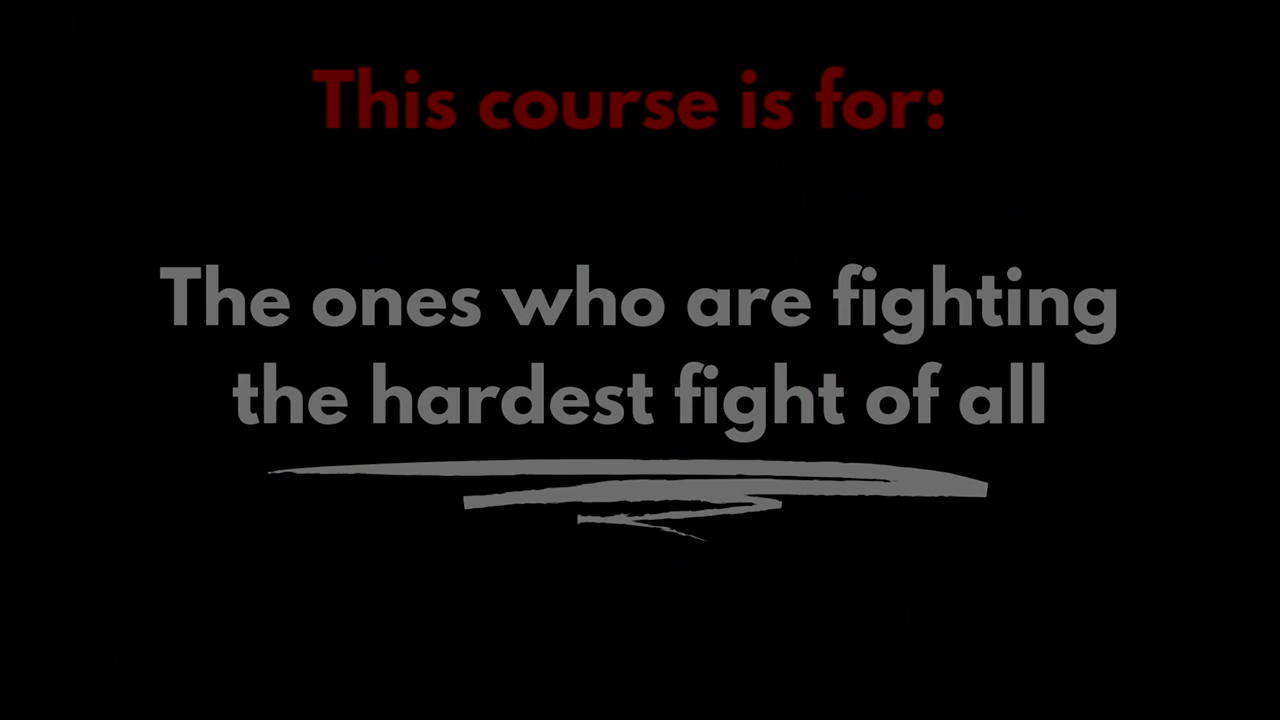 This course is for:
The ones who are fighting
the hardest fight of all